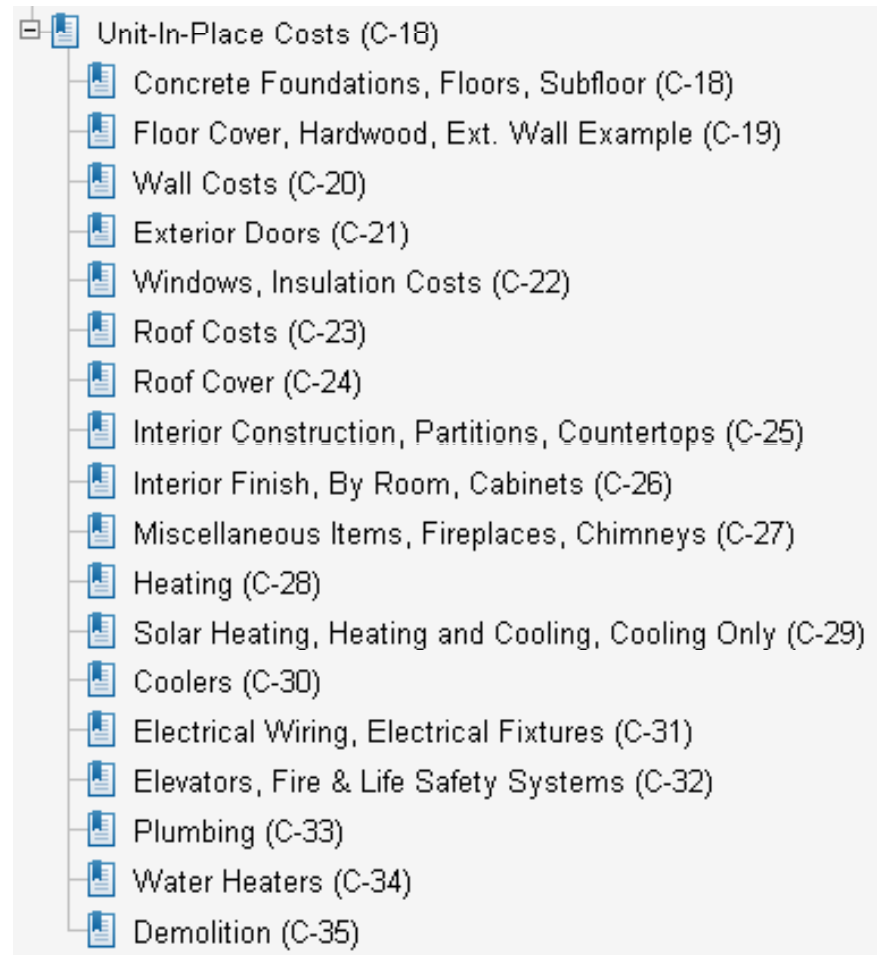 Unit-In-Place Costs (C-18)
Concrete Foundations, Floors, Subfloor (C-18)
Floor Cover, Hardwood, Ext. Wall Example (C-19)
Wall Costs (C-20)
Exterior Doors (C-21)
Windows, Insulation Costs (C-22)
Roof Costs (C-23)
Roof Cover (C-24)
Interior Construction, Partitions, Countertops (C-25)
Interior Finish, By Room, Cabinets (C-26)
Miscellaneous Items, Fireplaces, Chimneys (C-27)
Heating (C-28)
Solar Heating, Heating and Cooling, Cooling Only (C-29)
Coolers (C-30)
Electrical Wiring, Electrical Fixtures (C-31)
Elevators, Fire & Life Safety Systems (C-32)
Plumbing (C-33)
Water Heaters (C-34)
Demolition (C-35)